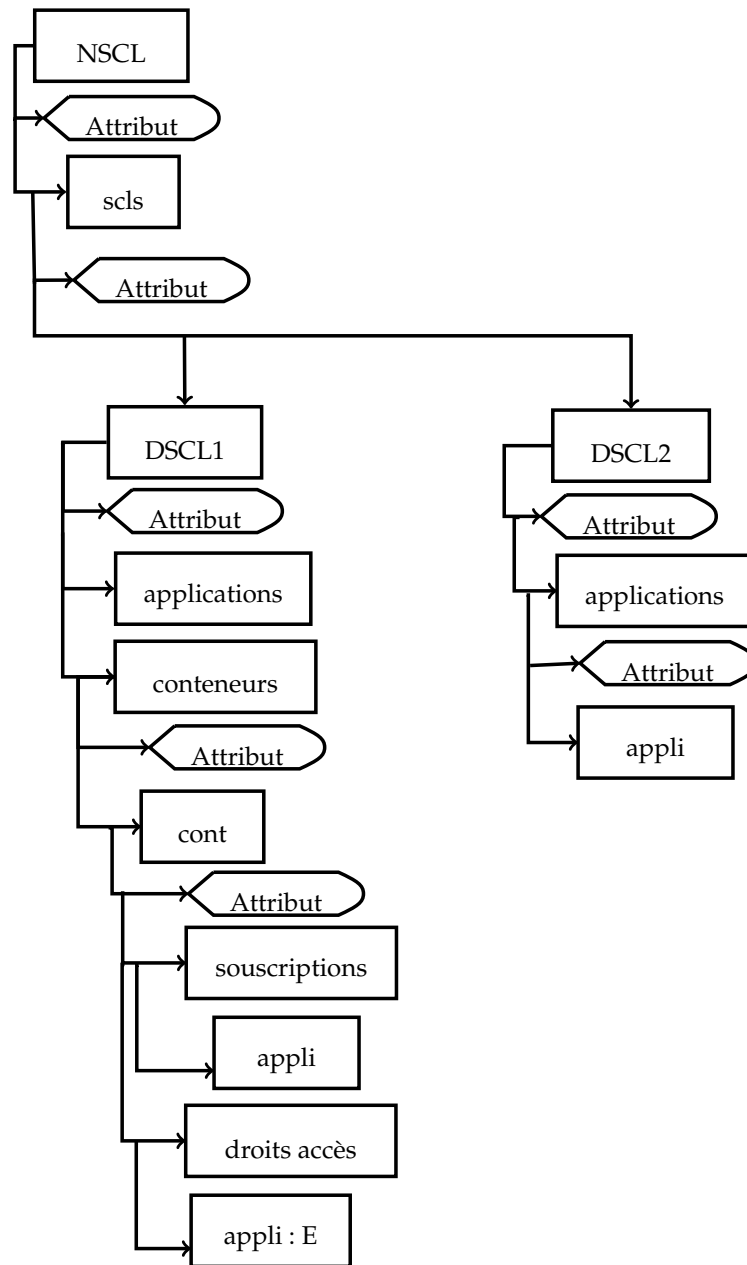 NSCL
Attribut
scls
Attribut
DSCL1
Attribut
applications
conteneurs
Attribut
cont
Attribut
souscriptions
appli
droits accès
appli : E
DSCL2
Attribut
applications
Attribut
appli